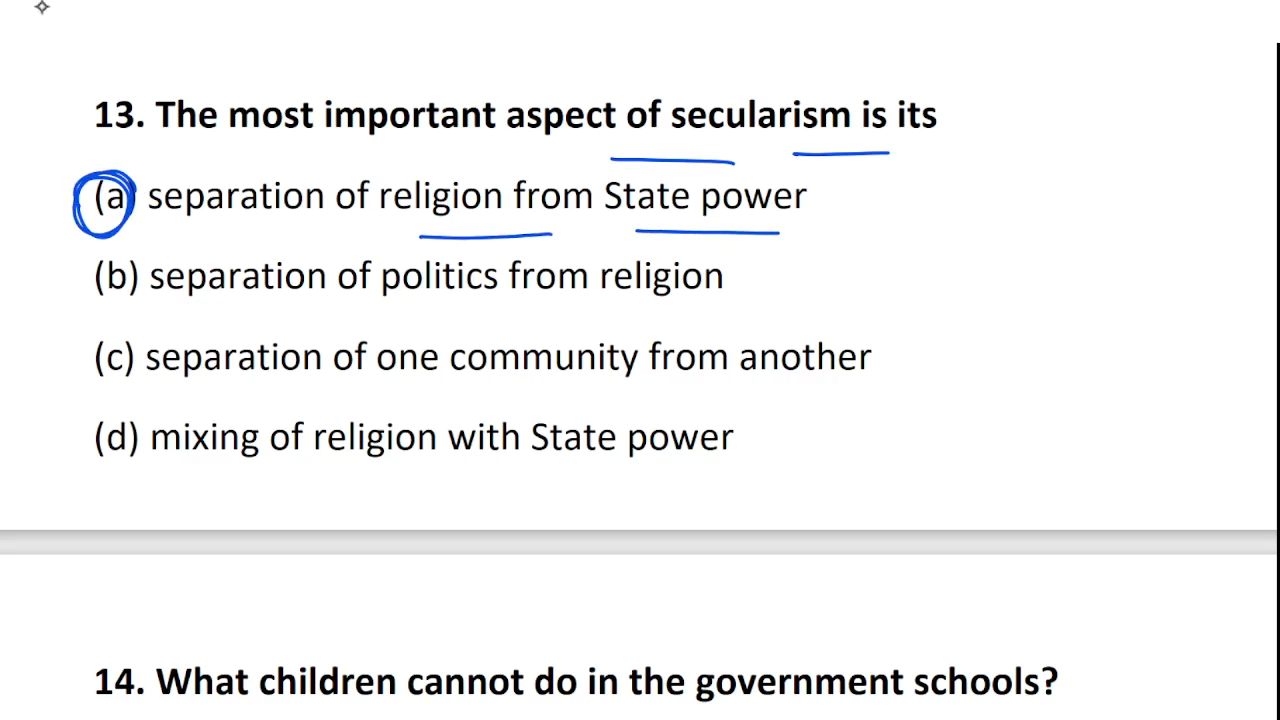 13. The most important aspect of secularism is its
(a) separation of religion from State power
(b) separation of politics from religion
(c) separation of one community from another
(d) mixing of religion with State power
14. What children cannot do in the government schools?